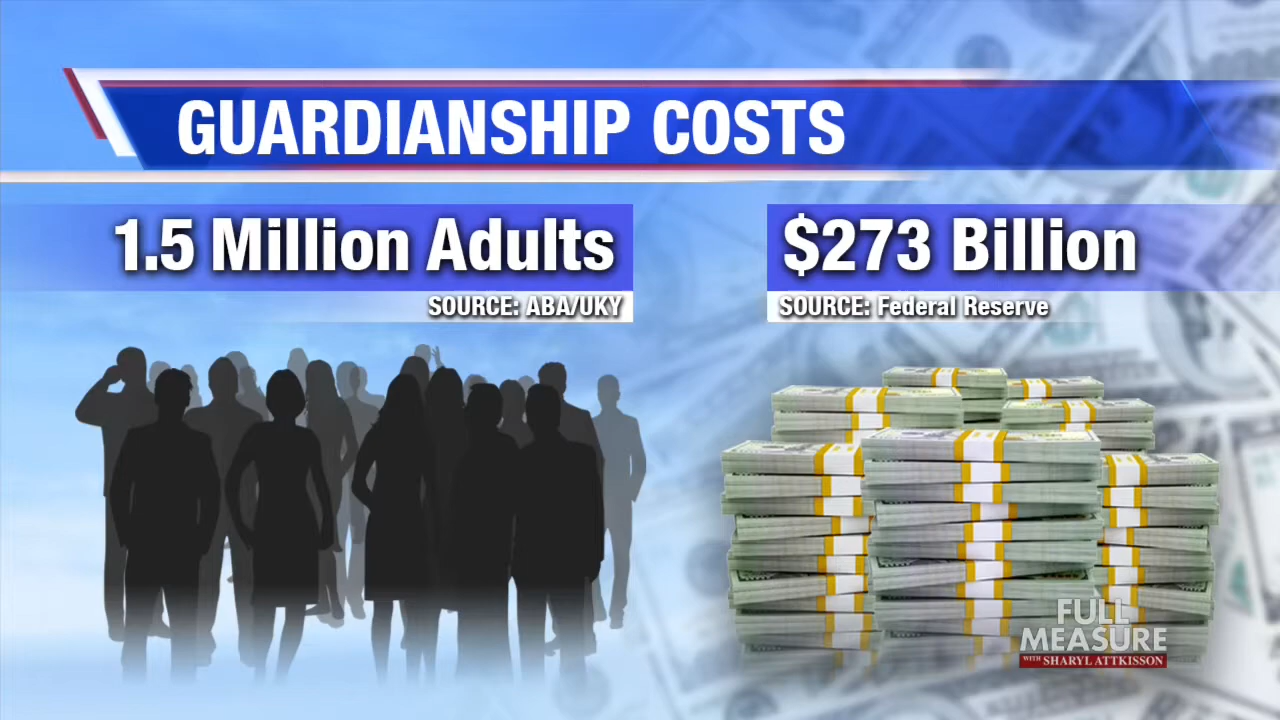 GUARDIANSHIP COSTS
1.5 Million Adults
SOURCE: ABA/UKY
$273 Billion
SOURCE: Federal Reserve
FULL
MEASURE
WITH SHARYL ATTKISSON